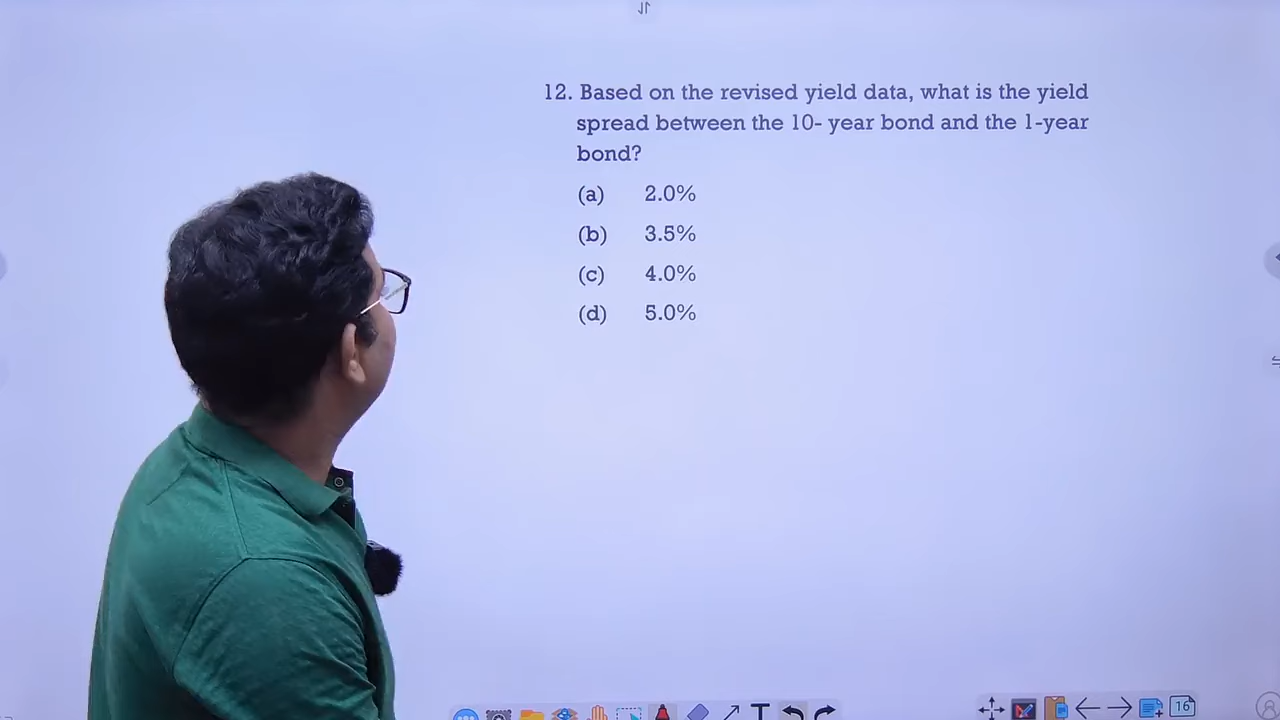 12. Based on the revised yield data, what is the yield
spread between the 10- year bond and the 1-year
bond?
(a) 2.0%
(b) 3.5%
(c) 4.0%
(d) 5.0%
16